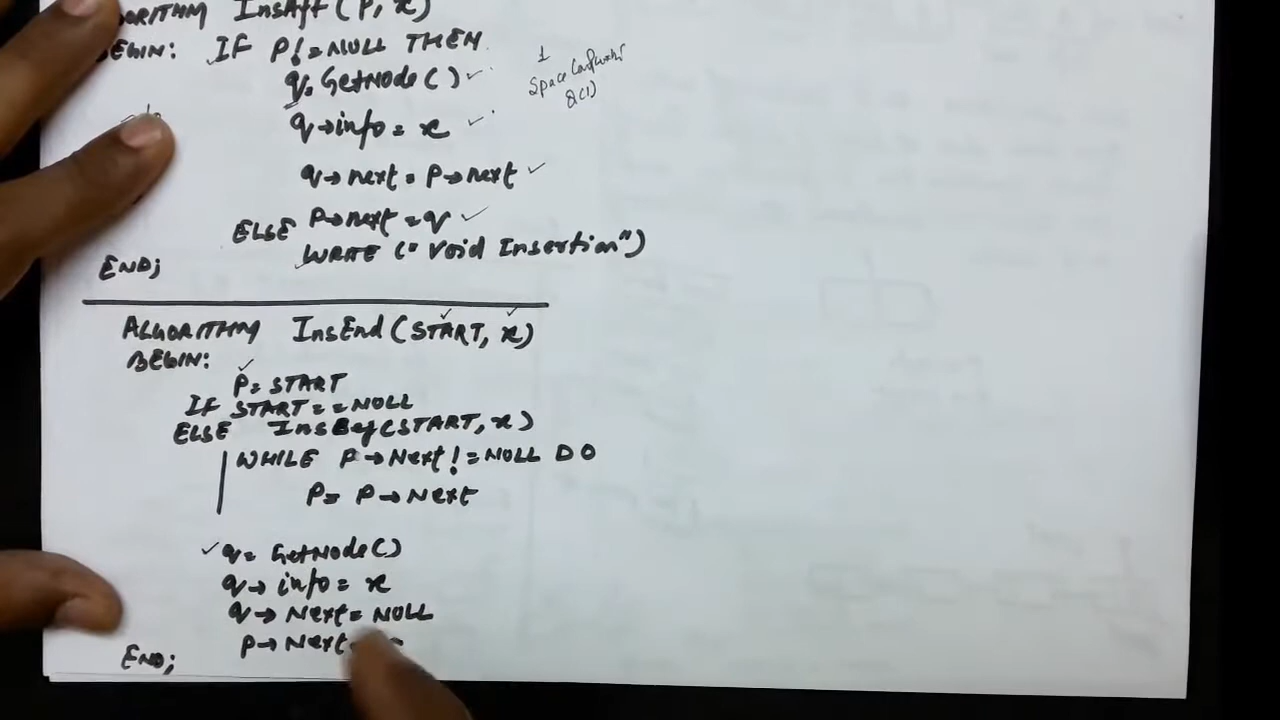 ALGORITHM InsAft(P, x)
BEGIN: IF P!=NULL THEN
q=GetNode()
q→info=x
q→next=P→next
P→next=q
ELSE
WRITE("Void Insertion")
END;
1
Space
ALGORITHM InsEnd(START, x)
BEGIN:
P=START
IF START==NULL
InsBeg(START, x)
ELSE
WHILE P→Next!=NULL DO
P=P→Next
q=GetNode()
q→info=x
q→Next=NULL
P→Next=
END;